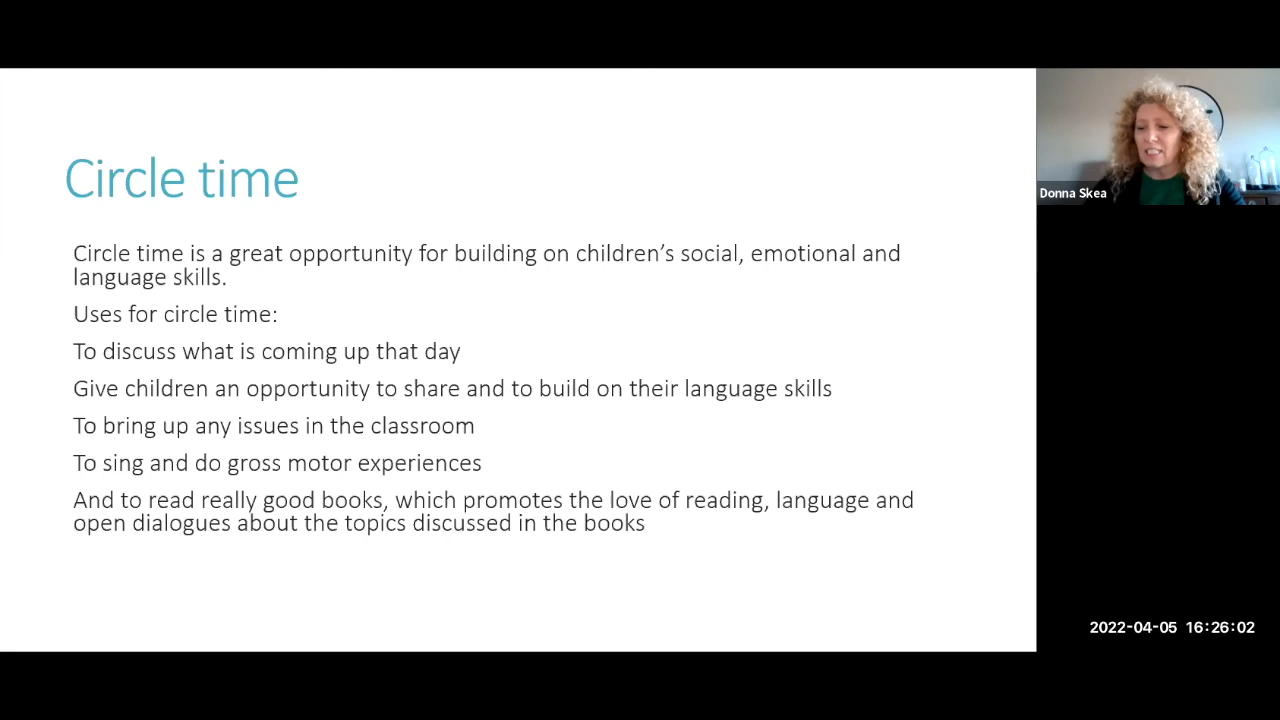 Circle time
Circle time is a great opportunity for building on children’s social, emotional and
language skills.
Uses for circle time:
To discuss what is coming up that day
Give children an opportunity to share and to build on their language skills
To bring up any issues in the classroom
To sing and do gross motor experiences
And to read really good books, which promotes the love of reading, language and
open dialogues about the topics discussed in the books
Donna Skea
2022-04-05 16:26:02